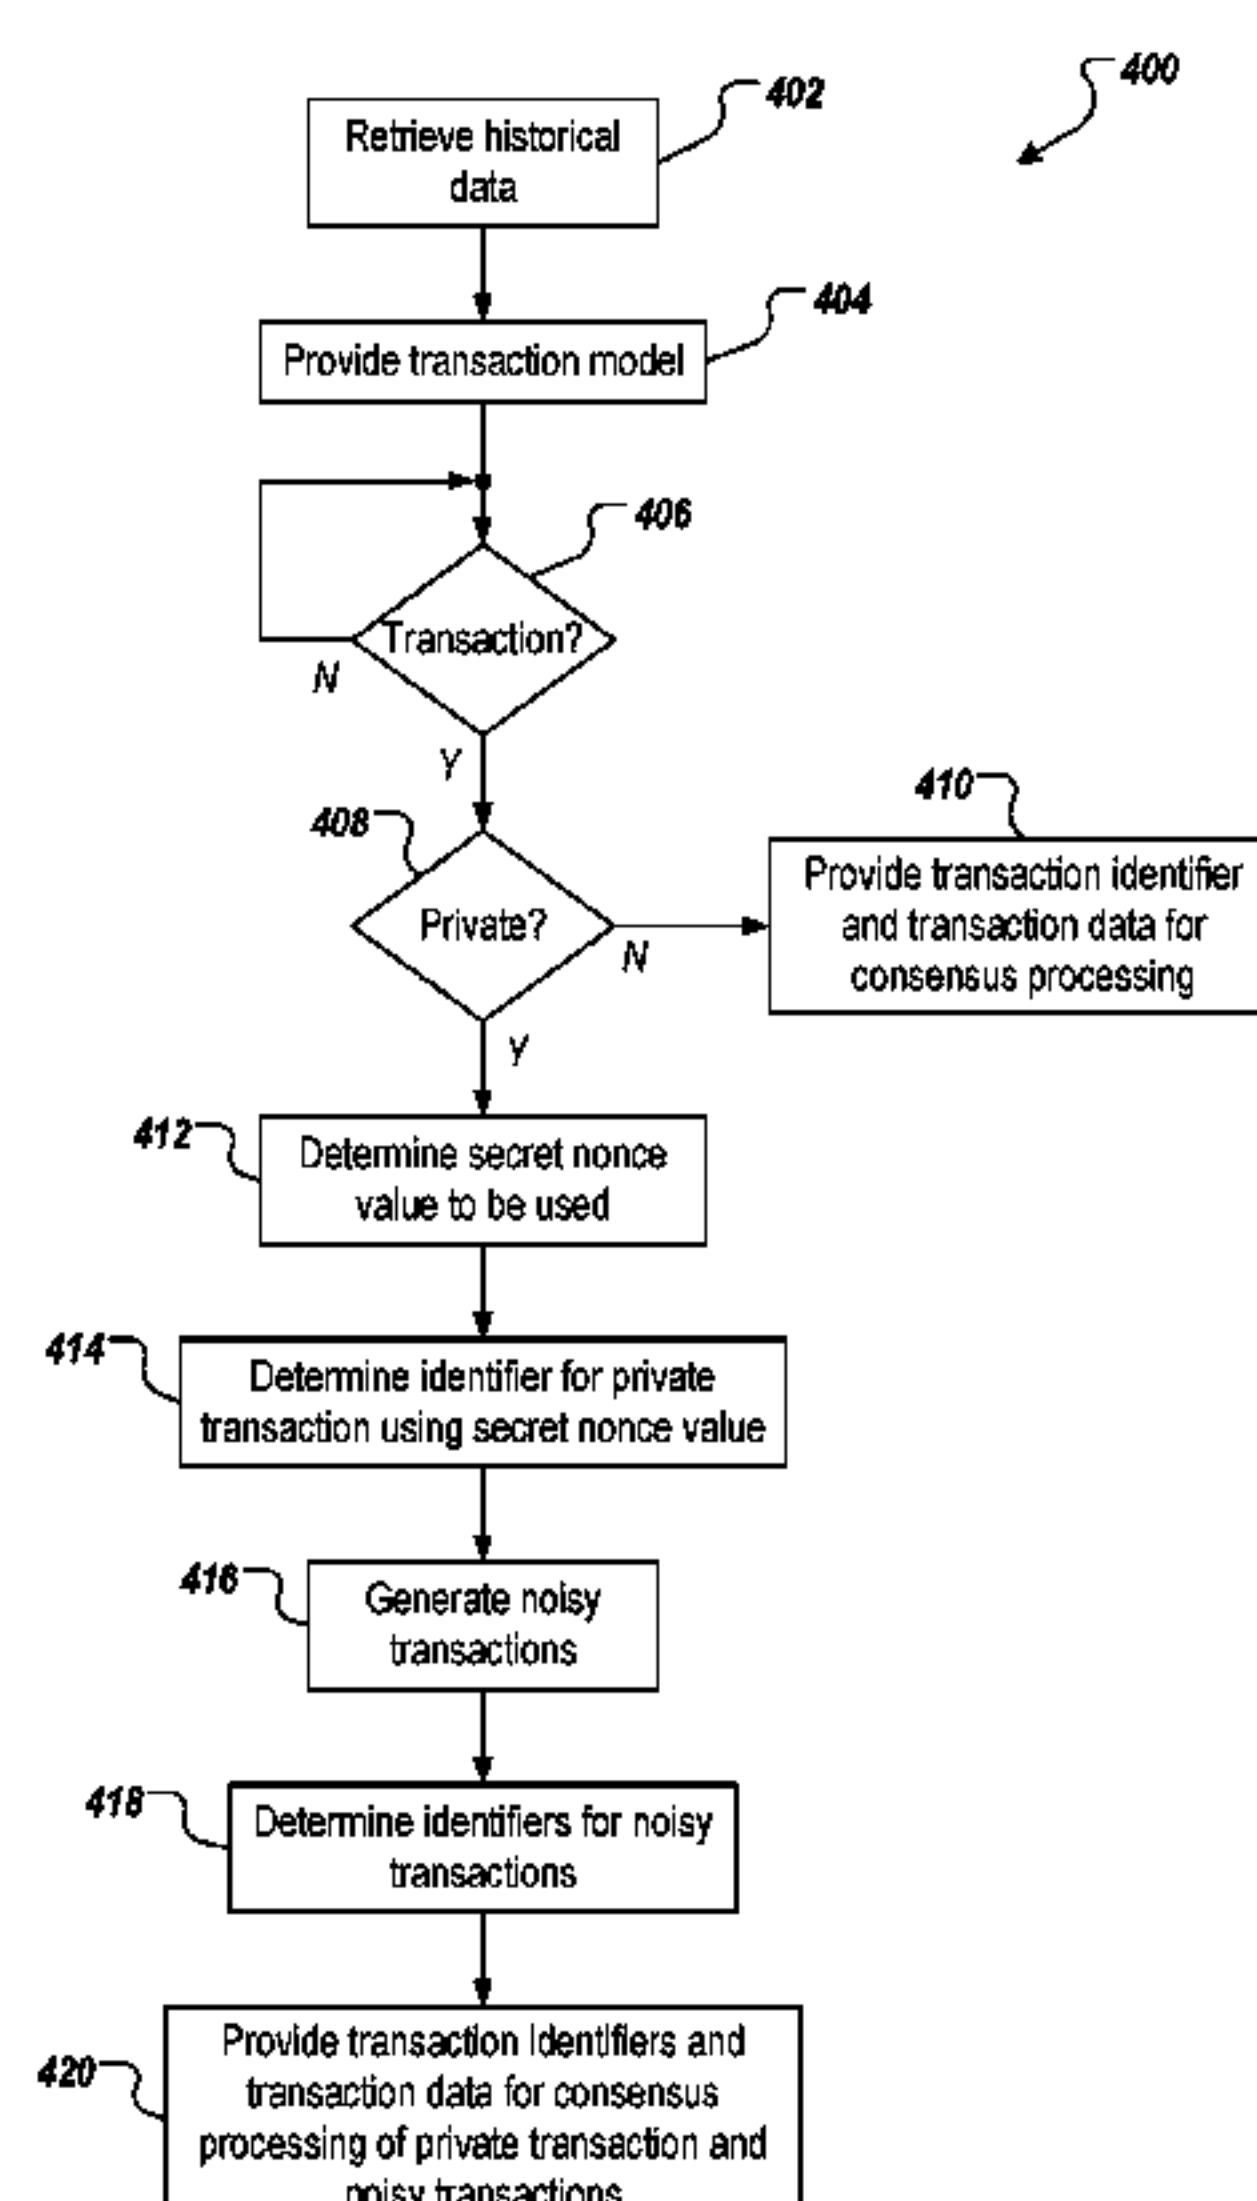 400
402
Retrieve historical
data
404
Provide transaction model
406
Transaction?
N
Y
408
Private?
N
410
Provide transaction identifier
and transaction data for
consensus processing
Y
412
Determine secret nonce
value to be used
414
Determine identifier for private
transaction using secret nonce value
416
Generate noisy
transactions
418
Determine identifiers for noisy
transactions
420
Provide transaction identifiers and
transaction data for consensus
processing of private transaction and
noisy transactions